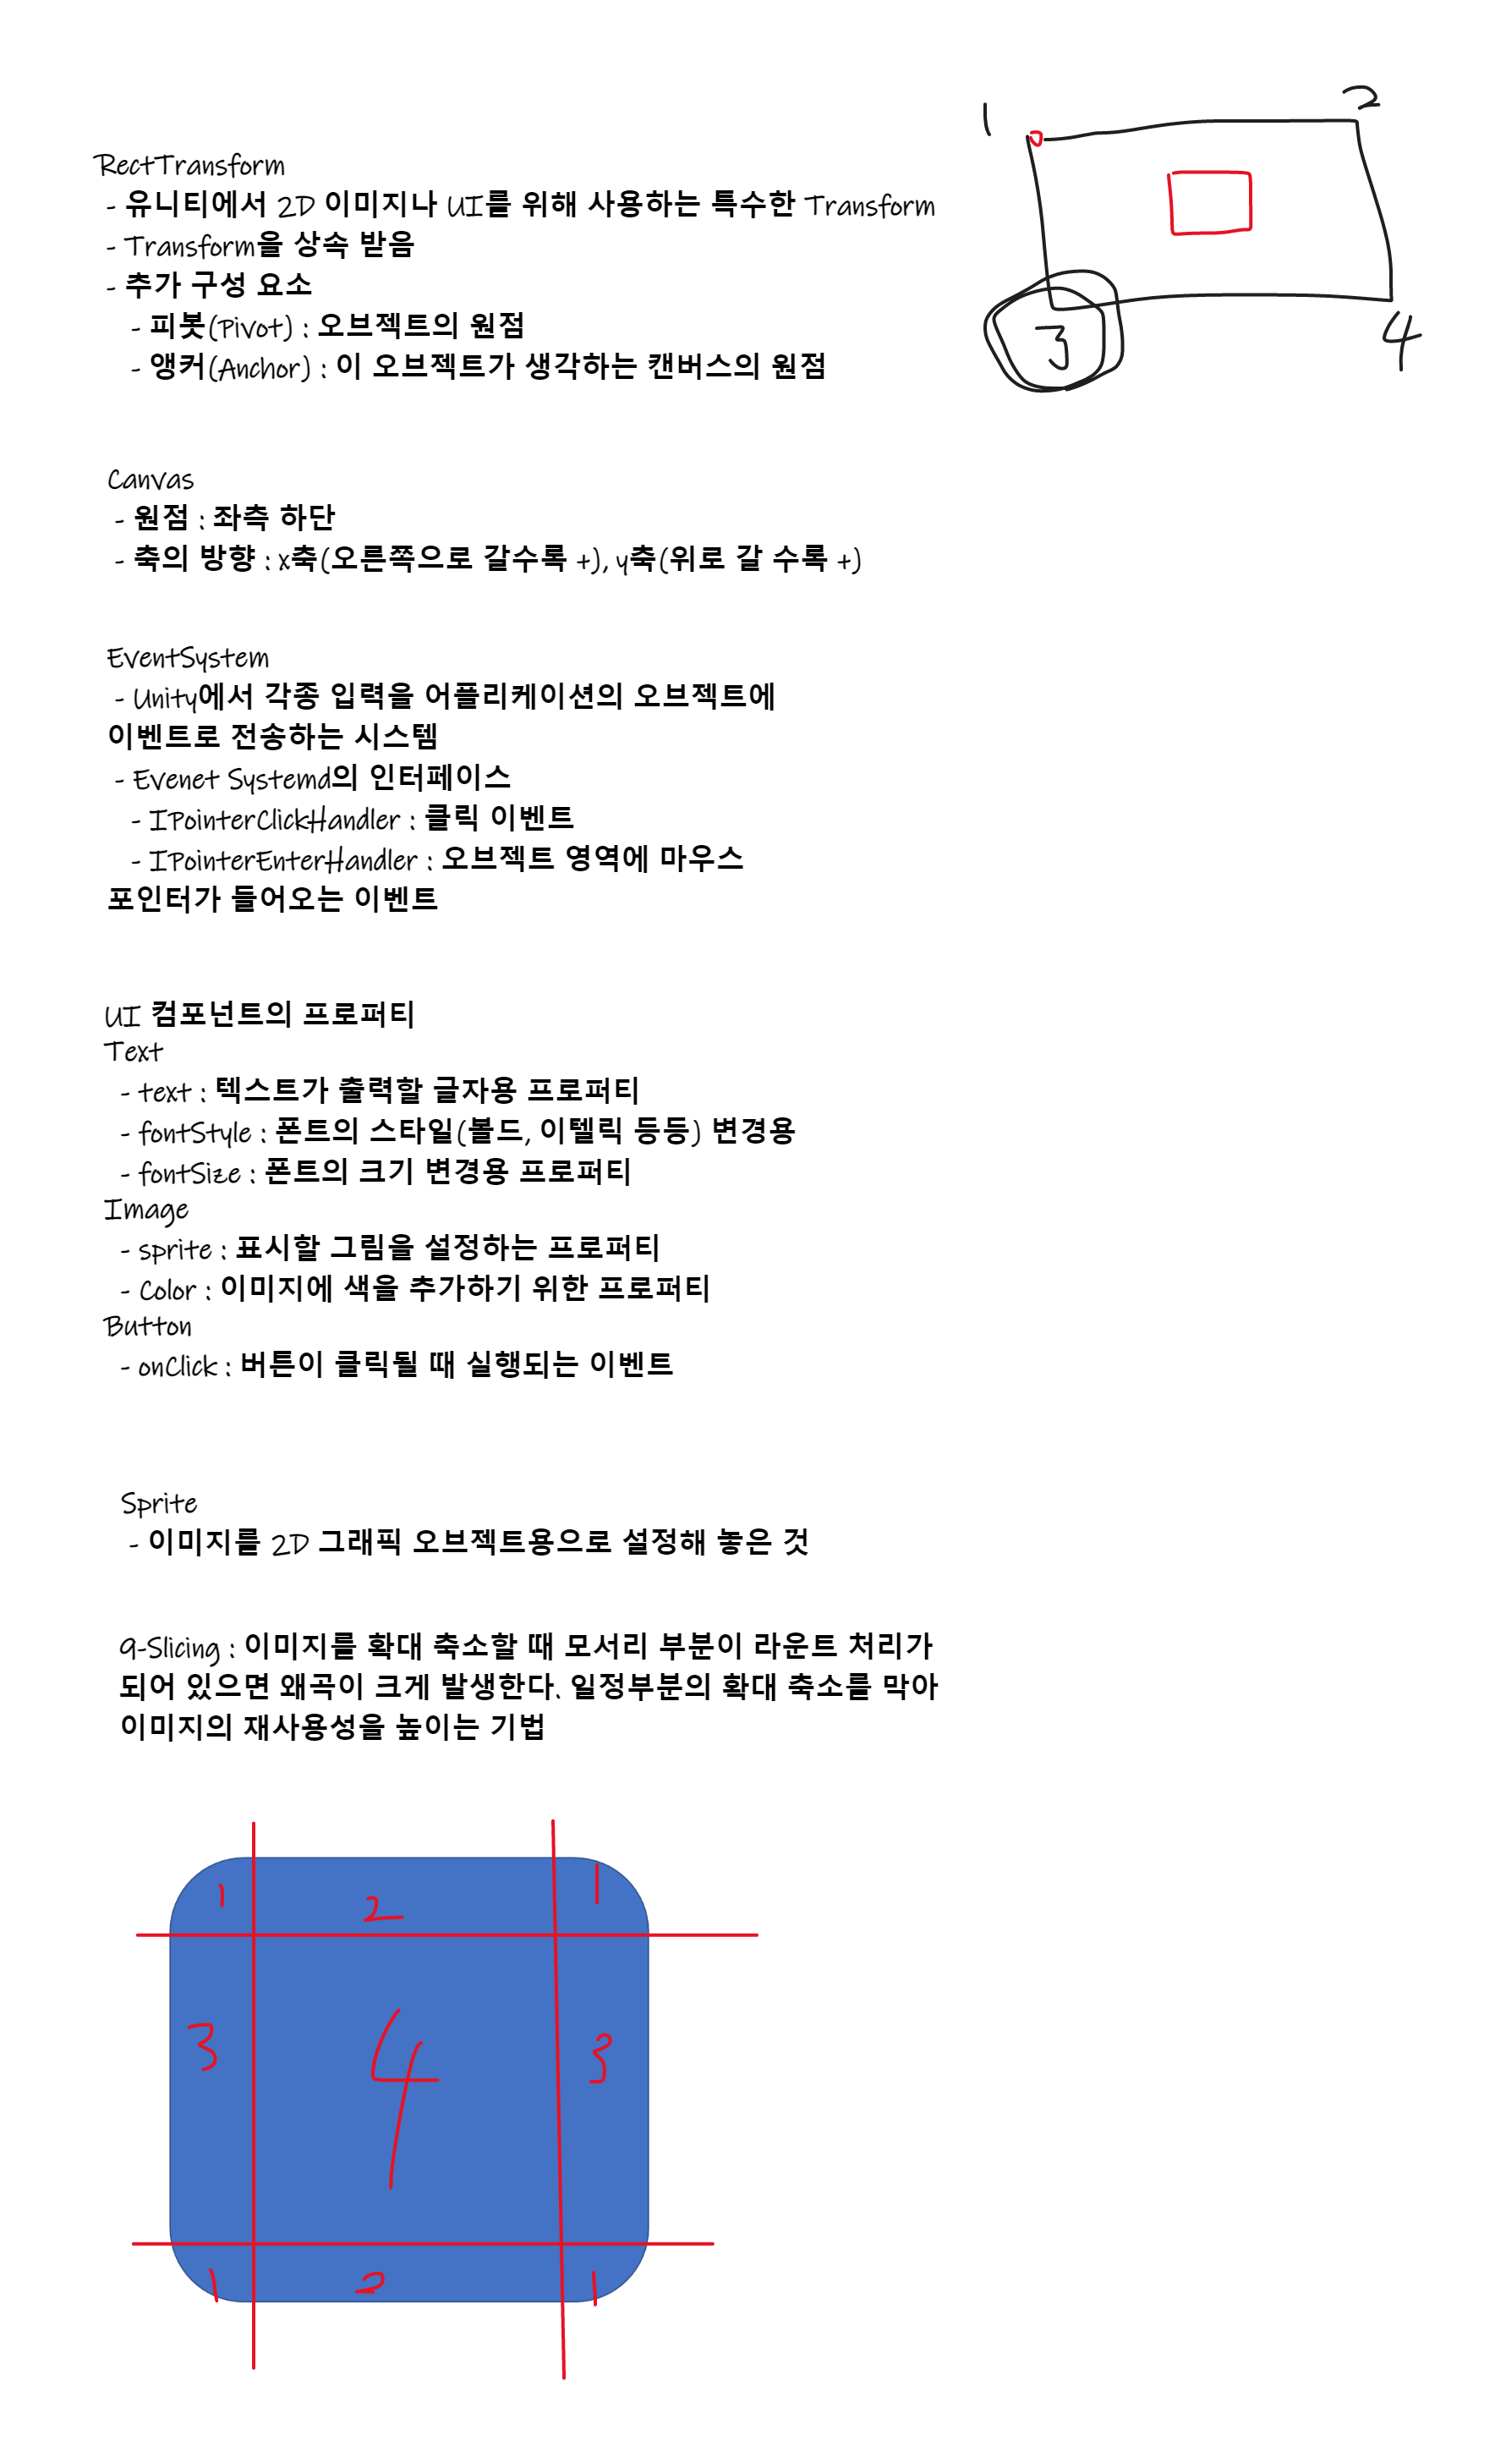 1
2
RectTransform
- 유니티에서 2D 이미지나 UI를 위해 사용하는 특수한 Transform
- Transform을 상속 받음
- 추가 구성 요소
- 피봇(Pivot) : 오브젝트의 원점
- 앵커(Anchor) : 이 오브젝트가 생각하는 캔버스의 원점
3
4
Canvas
- 원점 : 좌측 하단
- 축의 방향 : x축(오른쪽으로 갈수록 +), y축(위로 갈 수록 +)
EventSystem
- Unity에서 각종 입력을 어플리케이션의 오브젝트에
이벤트로 전송하는 시스템
- Evenet Systemd의 인터페이스
- IPointerClickHandler : 클릭 이벤트
- IPointerEnterHandler : 오브젝트 영역에 마우스
포인터가 들어오는 이벤트
UI 컴포넌트의 프로퍼티
Text
- text : 텍스트가 출력할 글자용 프로퍼티
- fontStyle : 폰트의 스타일(볼드, 이텔릭 등등) 변경용
- fontSize : 폰트의 크기 변경용 프로퍼티
Image
- sprite : 표시할 그림을 설정하는 프로퍼티
- Color : 이미지에 색을 추가하기 위한 프로퍼티
Button
- onClick : 버튼이 클릭될 때 실행되는 이벤트
Sprite
- 이미지를 2D 그래픽 오브젝트용으로 설정해 놓은 것
9-Slicing : 이미지를 확대 축소할 때 모서리 부분이 라운트 처리가
되어 있으면 왜곡이 크게 발생한다. 일정부분의 확대 축소를 막아
이미지의 재사용성을 높이는 기법
1 2 1
3 4 3
1 2 1